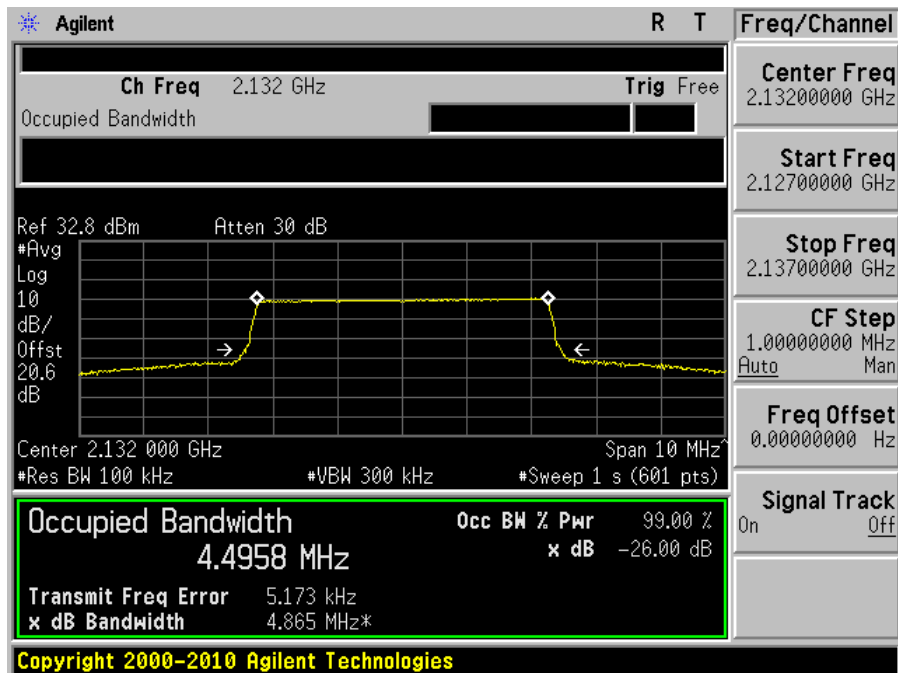 Agilent
R T
Freq/Channel
Ch Freq 2.132 GHz
Trig Free
Occupied Bandwidth
Center Freq
2.13200000 GHz
Start Freq
2.12700000 GHz
Stop Freq
2.13700000 GHz
CF Step
1.00000000 MHz
Auto Man
Freq Offset
0.00000000 Hz
Signal Track
On Off
Ref 32.8 dBm Atten 30 dB
#Avg
Log
10
dB/
Offst
20.6
dB
Center 2.132 000 GHz Span 10 MHz^
#Res BW 100 kHz #VBW 300 kHz #Sweep 1 s (601 pts)
Occupied Bandwidth
4.4958 MHz
Occ BW % Pwr 99.00 %
x dB -26.00 dB
Transmit Freq Error 5.173 kHz
x dB Bandwidth 4.865 MHz*
Copyright 2000-2010 Agilent Technologies